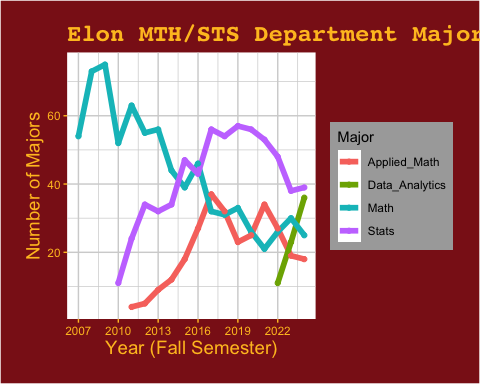 Elon MTH/STS Department Major
Number of Majors
60
40
20
2007 2010 2013 2016 2019 2022
Year (Fall Semester)
Major
Applied_Math
Data_Analytics
Math
Stats